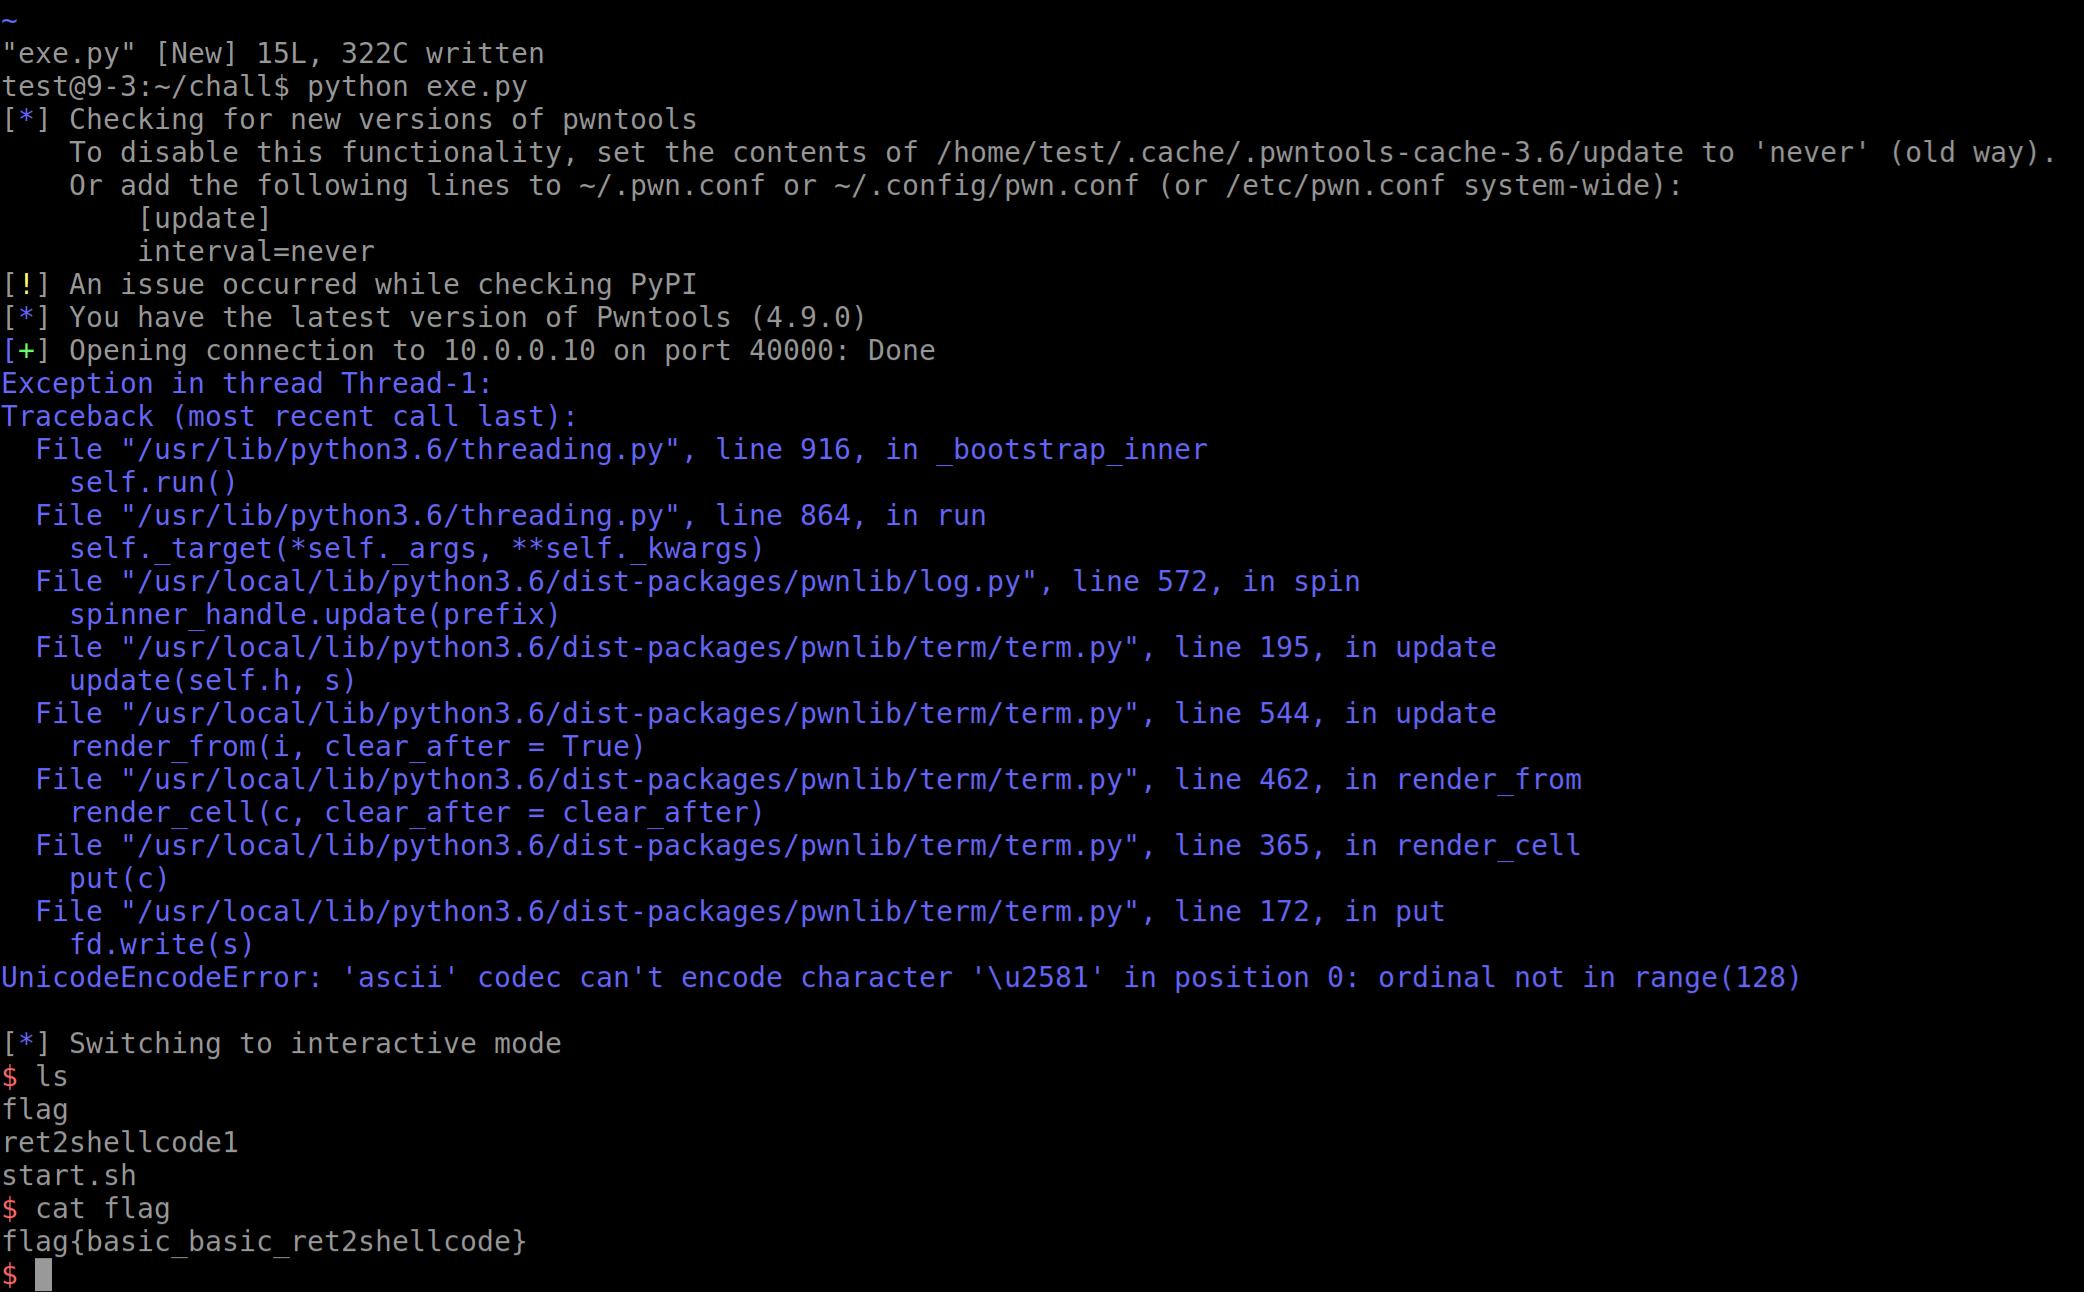 ~
"exe.py" [New] 15L, 322C written
test@9-3:~/chall$ python exe.py
[*] Checking for new versions of pwntools
    To disable this functionality, set the contents of /home/test/.cache/.pwntools-cache-3.6/update to 'never' (old way).
    Or add the following lines to ~/.pwn.conf or ~/.config/pwn.conf (or /etc/pwn.conf system-wide):
        [update]
        interval=never
[!] An issue occurred while checking PyPI
[*] You have the latest version of Pwntools (4.9.0)
[+] Opening connection to 10.0.0.10 on port 40000: Done
Exception in thread Thread-1:
Traceback (most recent call last):
  File "/usr/lib/python3.6/threading.py", line 916, in _bootstrap_inner
    self.run()
  File "/usr/lib/python3.6/threading.py", line 864, in run
    self._target(*self._args, **self._kwargs)
  File "/usr/local/lib/python3.6/dist-packages/pwnlib/log.py", line 572, in spin
    spinner_handle.update(prefix)
  File "/usr/local/lib/python3.6/dist-packages/pwnlib/term/term.py", line 195, in update
    update(self.h, s)
  File "/usr/local/lib/python3.6/dist-packages/pwnlib/term/term.py", line 544, in update
    render_from(i, clear_after = True)
  File "/usr/local/lib/python3.6/dist-packages/pwnlib/term/term.py", line 462, in render_from
    render_cell(c, clear_after = clear_after)
  File "/usr/local/lib/python3.6/dist-packages/pwnlib/term/term.py", line 365, in render_cell
    put(c)
  File "/usr/local/lib/python3.6/dist-packages/pwnlib/term/term.py", line 172, in put
    fd.write(s)
UnicodeEncodeError: 'ascii' codec can't encode character '\u2581' in position 0: ordinal not in range(128)

[*] Switching to interactive mode
$ ls
flag
ret2shellcode1
start.sh
$ cat flag
flag{basic_basic_ret2shellcode}
$